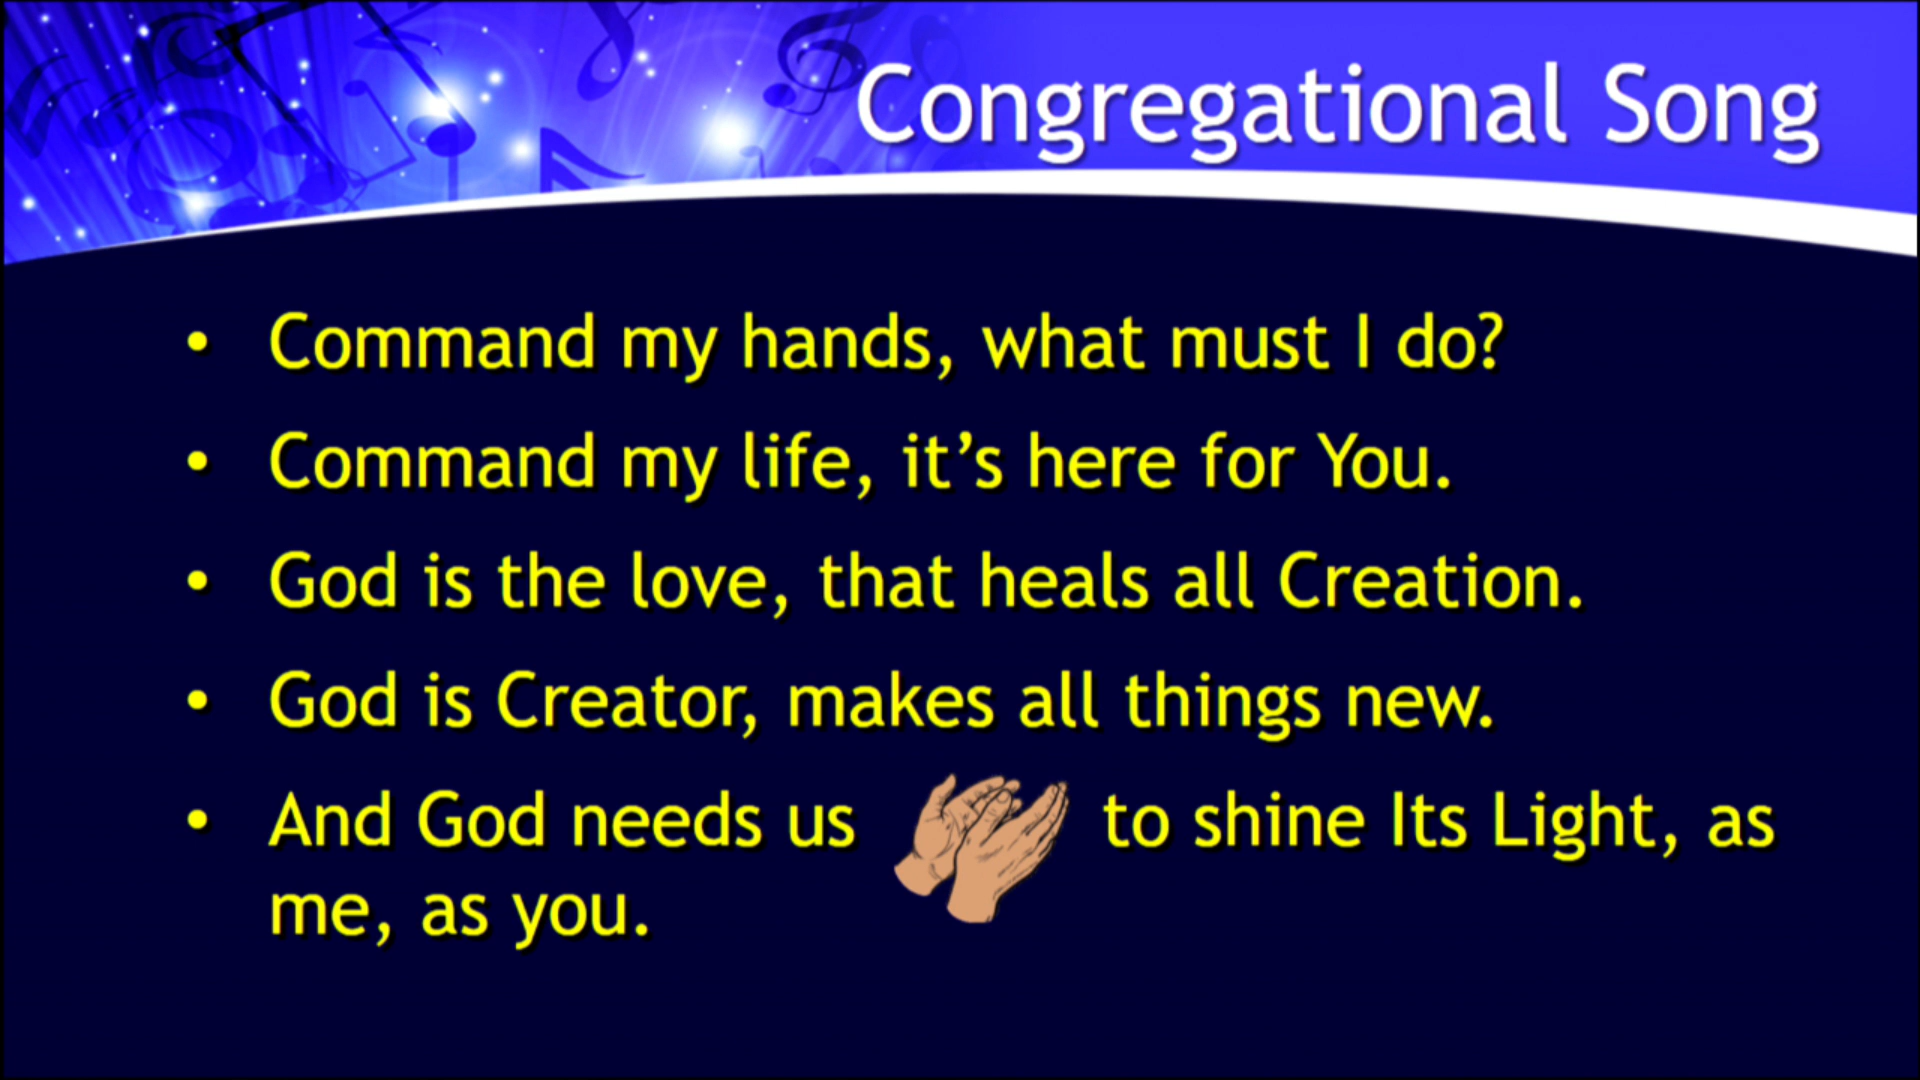 Congregational Song
• Command my hands, what must I do?
• Command my life, it’s here for You.
• God is the love, that heals all Creation.
• God is Creator, makes all things new.
• And God needs us to shine Its Light, as
me, as you.